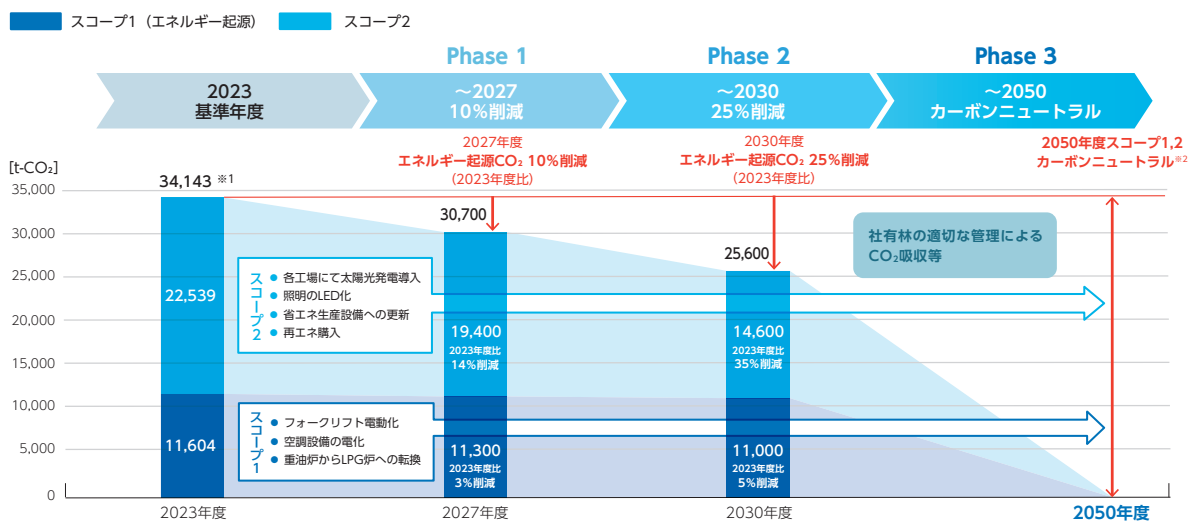 スコープ1（エネルギー起源）
スコープ2
Phase 1
Phase 2
Phase 3
2023
基準年度
～2027
10%削減
～2030
25%削減
～2050
カーボンニュートラル
2027年度
エネルギー起源CO₂ 10%削減
（2023年度比）
2030年度
エネルギー起源CO₂ 25%削減
（2023年度比）
2050年度スコープ1,2
カーボンニュートラル※2
[t-CO₂]
35,000
30,000
25,000
20,000
15,000
10,000
5,000
0
34,143 ※1
22,539
11,604
30,700
19,400
2023年度比
14%削減
11,300
2023年度比
3%削減
25,600
14,600
2023年度比
35%削減
11,000
2023年度比
5%削減
社有林の適切な管理による
CO₂吸収等
スコープ2
● 各工場にて太陽光発電導入
● 照明のLED化
● 省エネ生産設備への更新
● 再エネ購入
スコープ1
● フォークリフト電動化
● 空調設備の電化
● 重油炉からLPG炉への転換
2023年度
2027年度
2030年度
2050年度